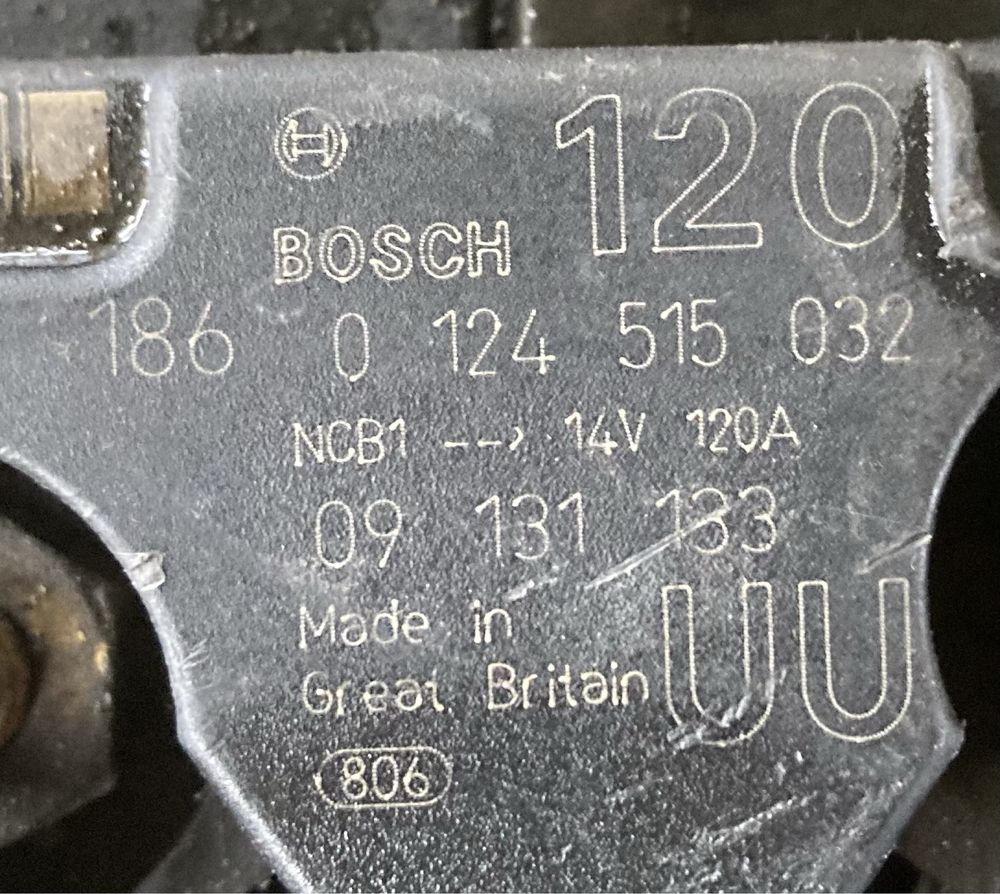 120
BOSCH
186 0 124 515 032
NCB1 --> 14V 120A
09 131 133
Made in
Great Britain
UU
806